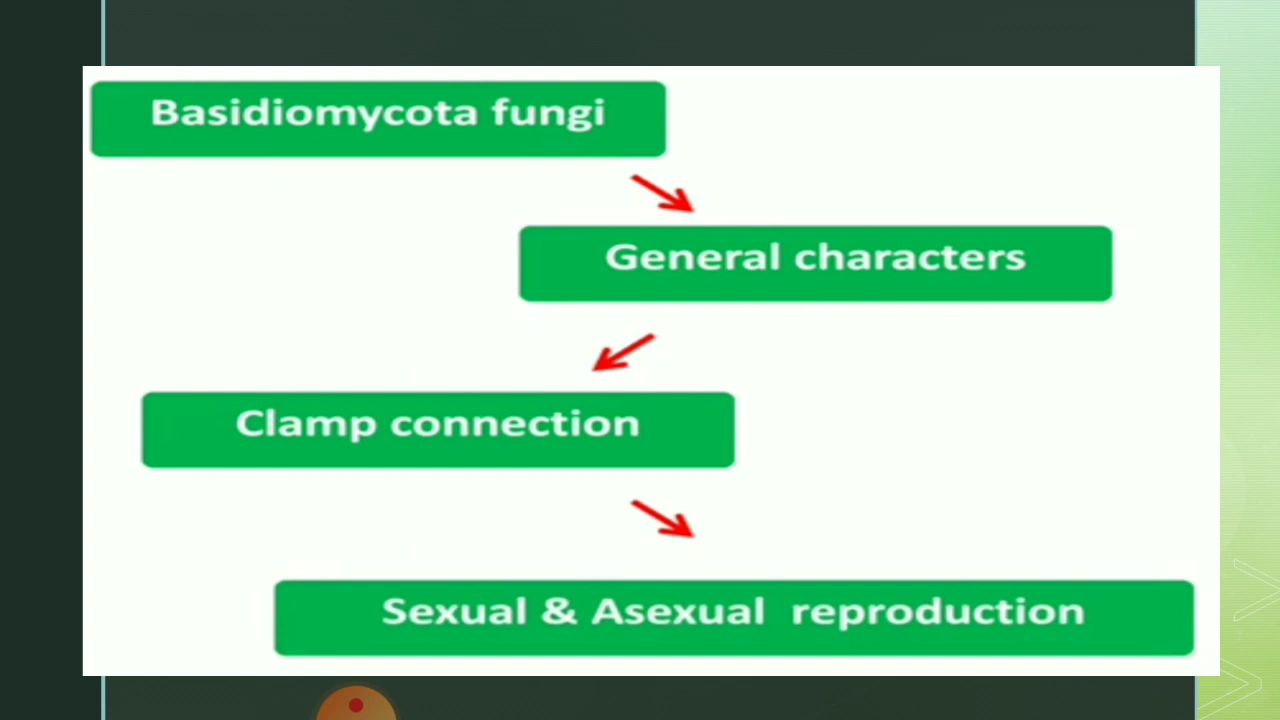 Basidiomycota fungi
General characters
Clamp connection
Sexual & Asexual reproduction